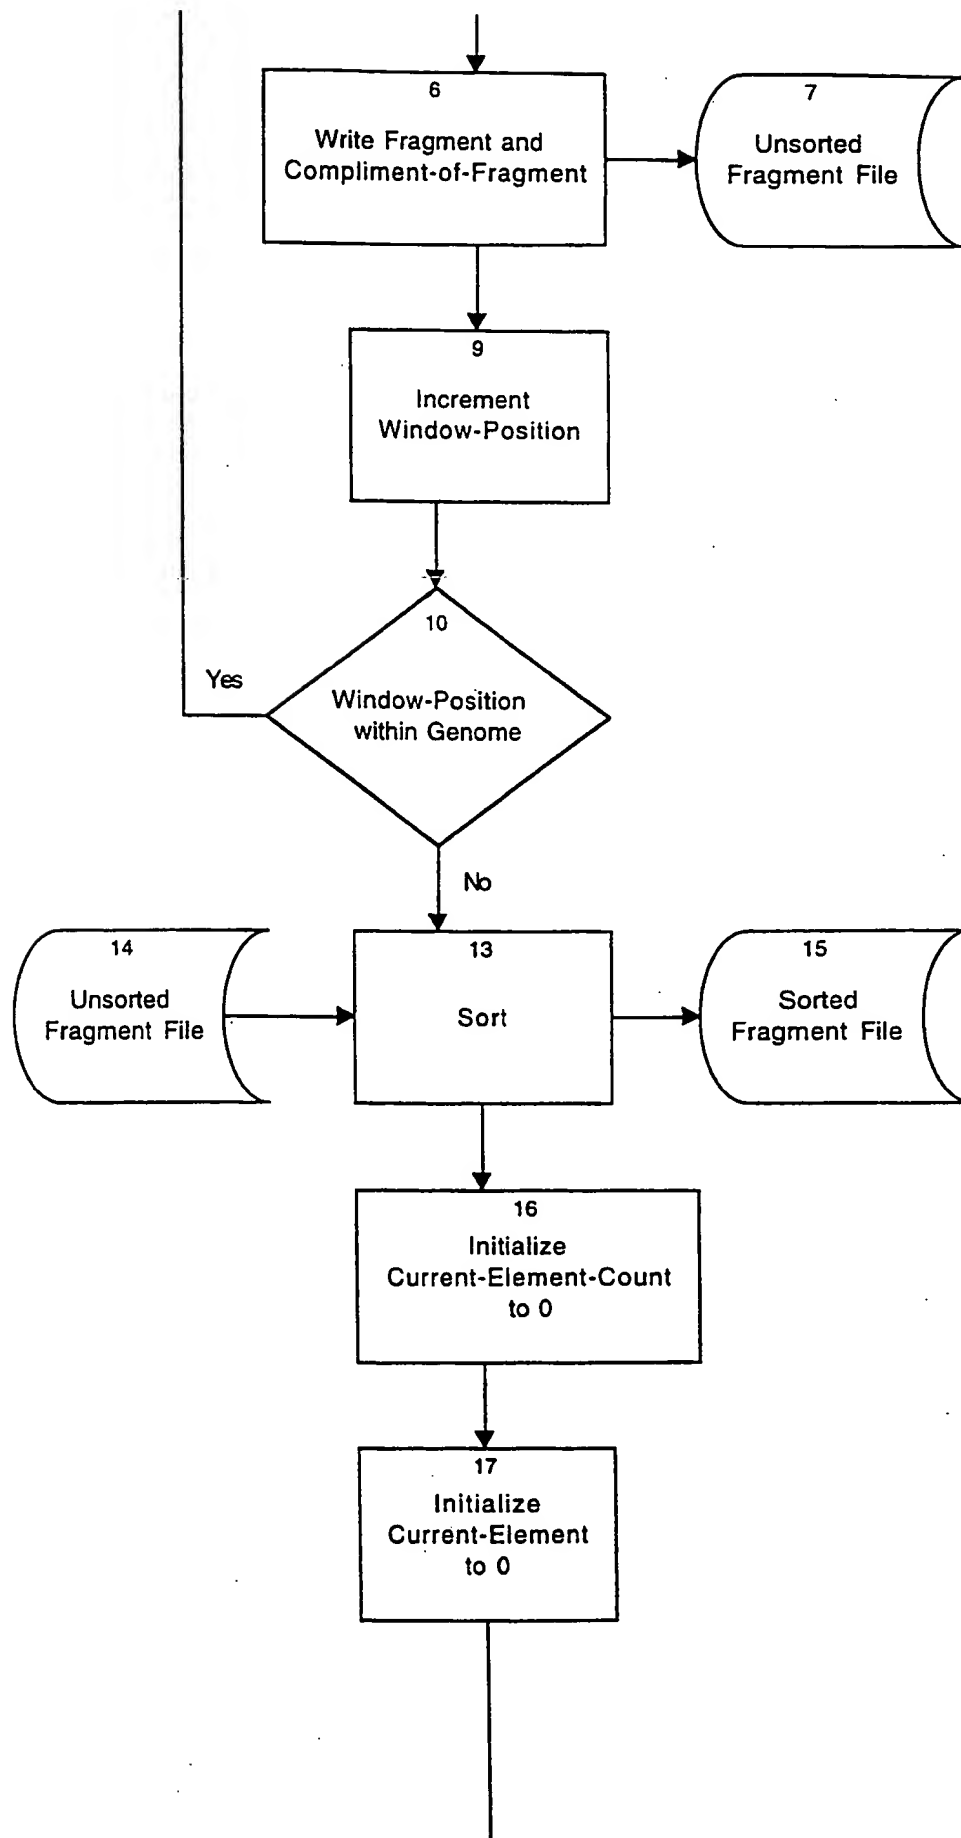 6
Write Fragment and
Compliment-of-Fragment
7
Unsorted
Fragment File
9
Increment
Window-Position
10
Window-Position
within Genome
Yes
No
14
Unsorted
Fragment File
13
Sort
15
Sorted
Fragment File
16
Initialize
Current-Element-Count
to 0
17
Initialize
Current-Element
to 0